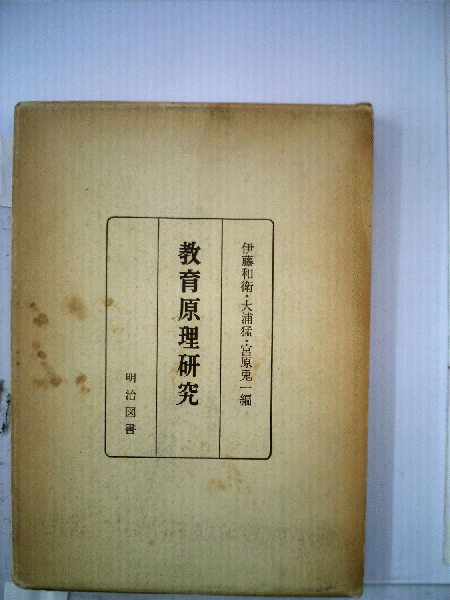 伊藤和衛・大浦猛・宮原兎一編
教育原理研究
明治図書